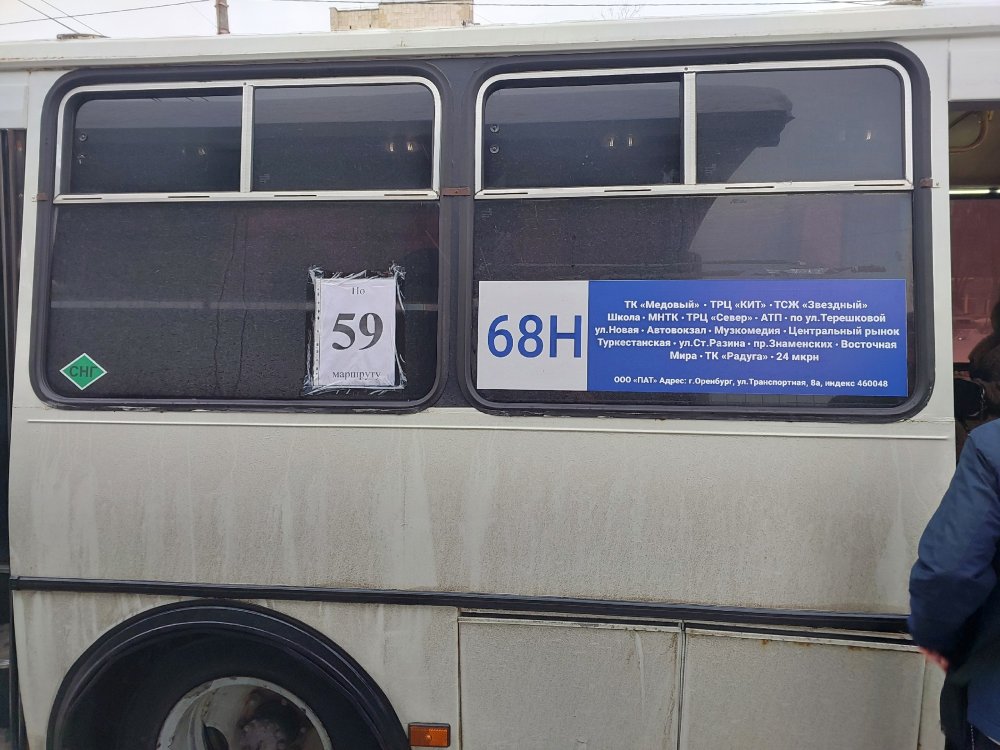 По
59
маршруту
СНГ
68Н
ТК «Медовый» • ТРЦ «КИТ» • ТСЖ «Звездный»
Школа • МНТК • ТРЦ «Север» • АТП • по ул.Терешковой
ул.Новая • Автовокзал • Музкомедия • Центральный рынок
Туркестанская • ул.Ст.Разина • пр.Знаменских • Восточная
Мира • ТК «Радуга» • 24 мкрн
ООО «ПАТ» Адрес: г.Оренбург, ул.Транспортная, 8а, индекс 460048